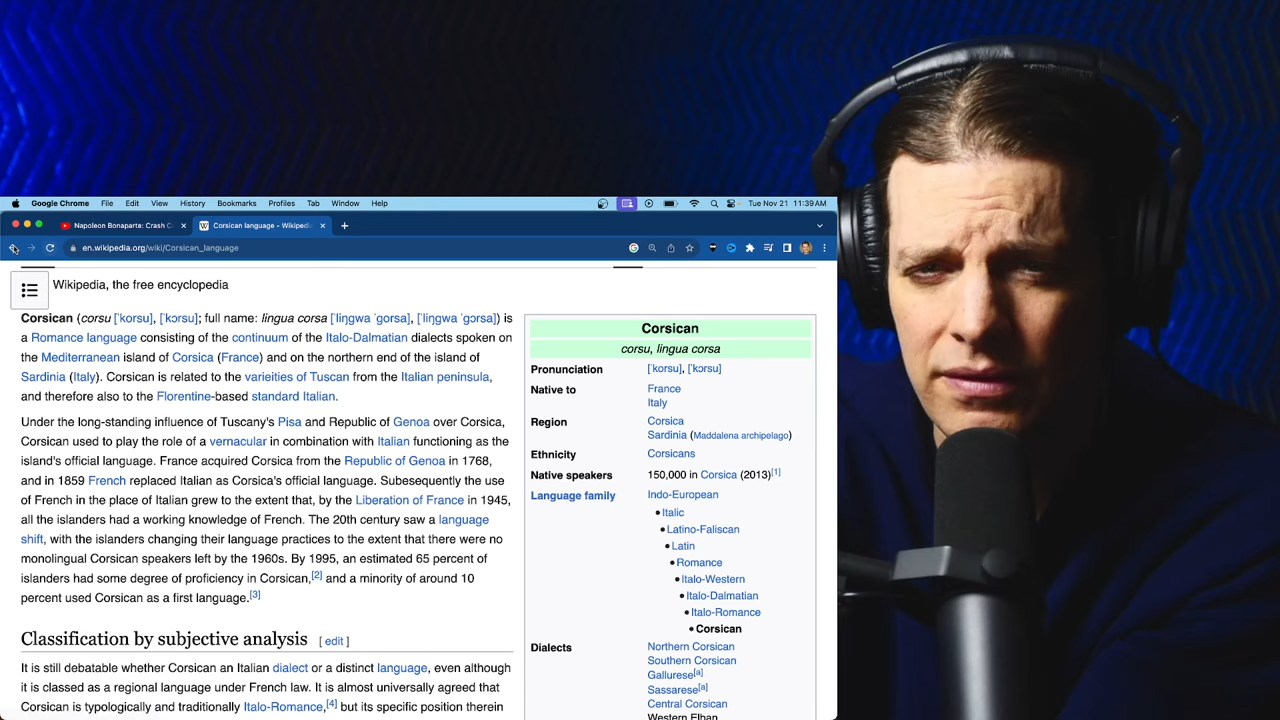 Google Chrome File Edit View History Bookmarks Profiles Tab Window Help Tue Nov 21 11:39 AM
Napoleon Bonaparte: Crash C Corsican language - Wikipedi
en.wikipedia.org/wiki/Corsican_language
Wikipedia, the free encyclopedia
Corsican (corsu [ˈkorsu], [ˈkɔrsu]; full name: lingua corsa [ˈliŋɡwa ˈɡorsa], [ˈliŋɡwa ˈɡɔrsa]) is
a Romance language consisting of the continuum of the Italo-Dalmatian dialects spoken on
the Mediterranean island of Corsica (France) and on the northern end of the island of
Sardinia (Italy). Corsican is related to the varieties of Tuscan from the Italian peninsula,
and therefore also to the Florentine-based standard Italian.
Under the long-standing influence of Tuscany's Pisa and Republic of Genoa over Corsica,
Corsican used to play the role of a vernacular in combination with Italian functioning as the
island's official language. France acquired Corsica from the Republic of Genoa in 1768,
and in 1859 French replaced Italian as Corsica's official language. Subesequently the use
of French in the place of Italian grew to the extent that, by the Liberation of France in 1945,
all the islanders had a working knowledge of French. The 20th century saw a language
shift, with the islanders changing their language practices to the extent that there were no
monolingual Corsican speakers left by the 1960s. By 1995, an estimated 65 percent of
islanders had some degree of proficiency in Corsican,[2] and a minority of around 10
percent used Corsican as a first language.[3]
Classification by subjective analysis [ edit ]
It is still debatable whether Corsican an Italian dialect or a distinct language, even although
it is classed as a regional language under French law. It is almost universally agreed that
Corsican is typologically and traditionally Italo-Romance,[4] but its specific position therein
Corsican
corsu, lingua corsa
Pronunciation [ˈkorsu], [ˈkɔrsu]
Native to France
Italy
Region Corsica
Sardinia (Maddalena archipelago)
Ethnicity Corsicans
Native speakers 150,000 in Corsica (2013)[1]
Language family Indo-European
• Italic
• Latino-Faliscan
• Latin
• Romance
• Italo-Western
• Italo-Dalmatian
• Italo-Romance
• Corsican
Dialects Northern Corsican
Southern Corsican
Gallurese[a]
Sassarese[a]
Central Corsican
Western Elban